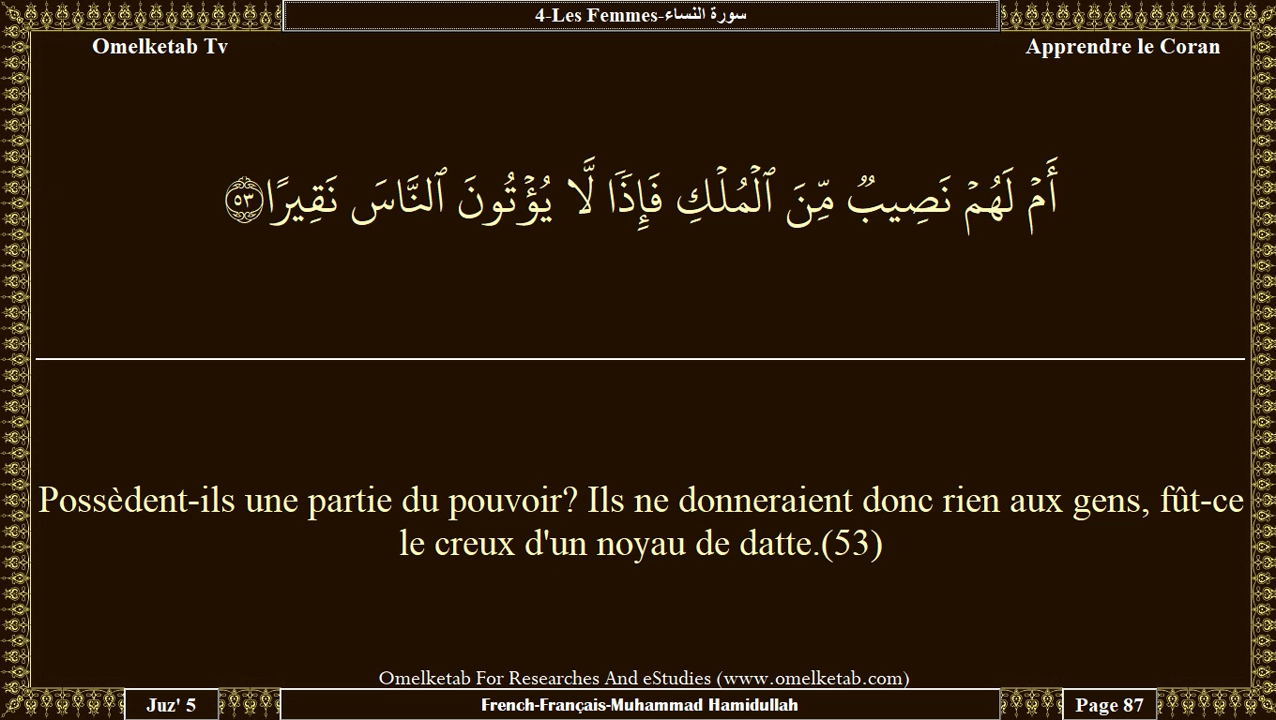 4-Les Femmes-سورة النساء
Omelketab Tv
Apprendre le Coran
أَمۡ لَهُمۡ نَصِيبٞ مِّنَ ٱلۡمُلۡكِ فَإِذٗا لَّا يُؤۡتُونَ ٱلنَّاسَ نَقِيرًا ٥٣
Possèdent-ils une partie du pouvoir? Ils ne donneraient donc rien aux gens, fût-ce
le creux d'un noyau de datte.(53)
Omelketab For Researches And eStudies (www.omelketab.com)
Juz' 5
French-Français-Muhammad Hamidullah
Page 87